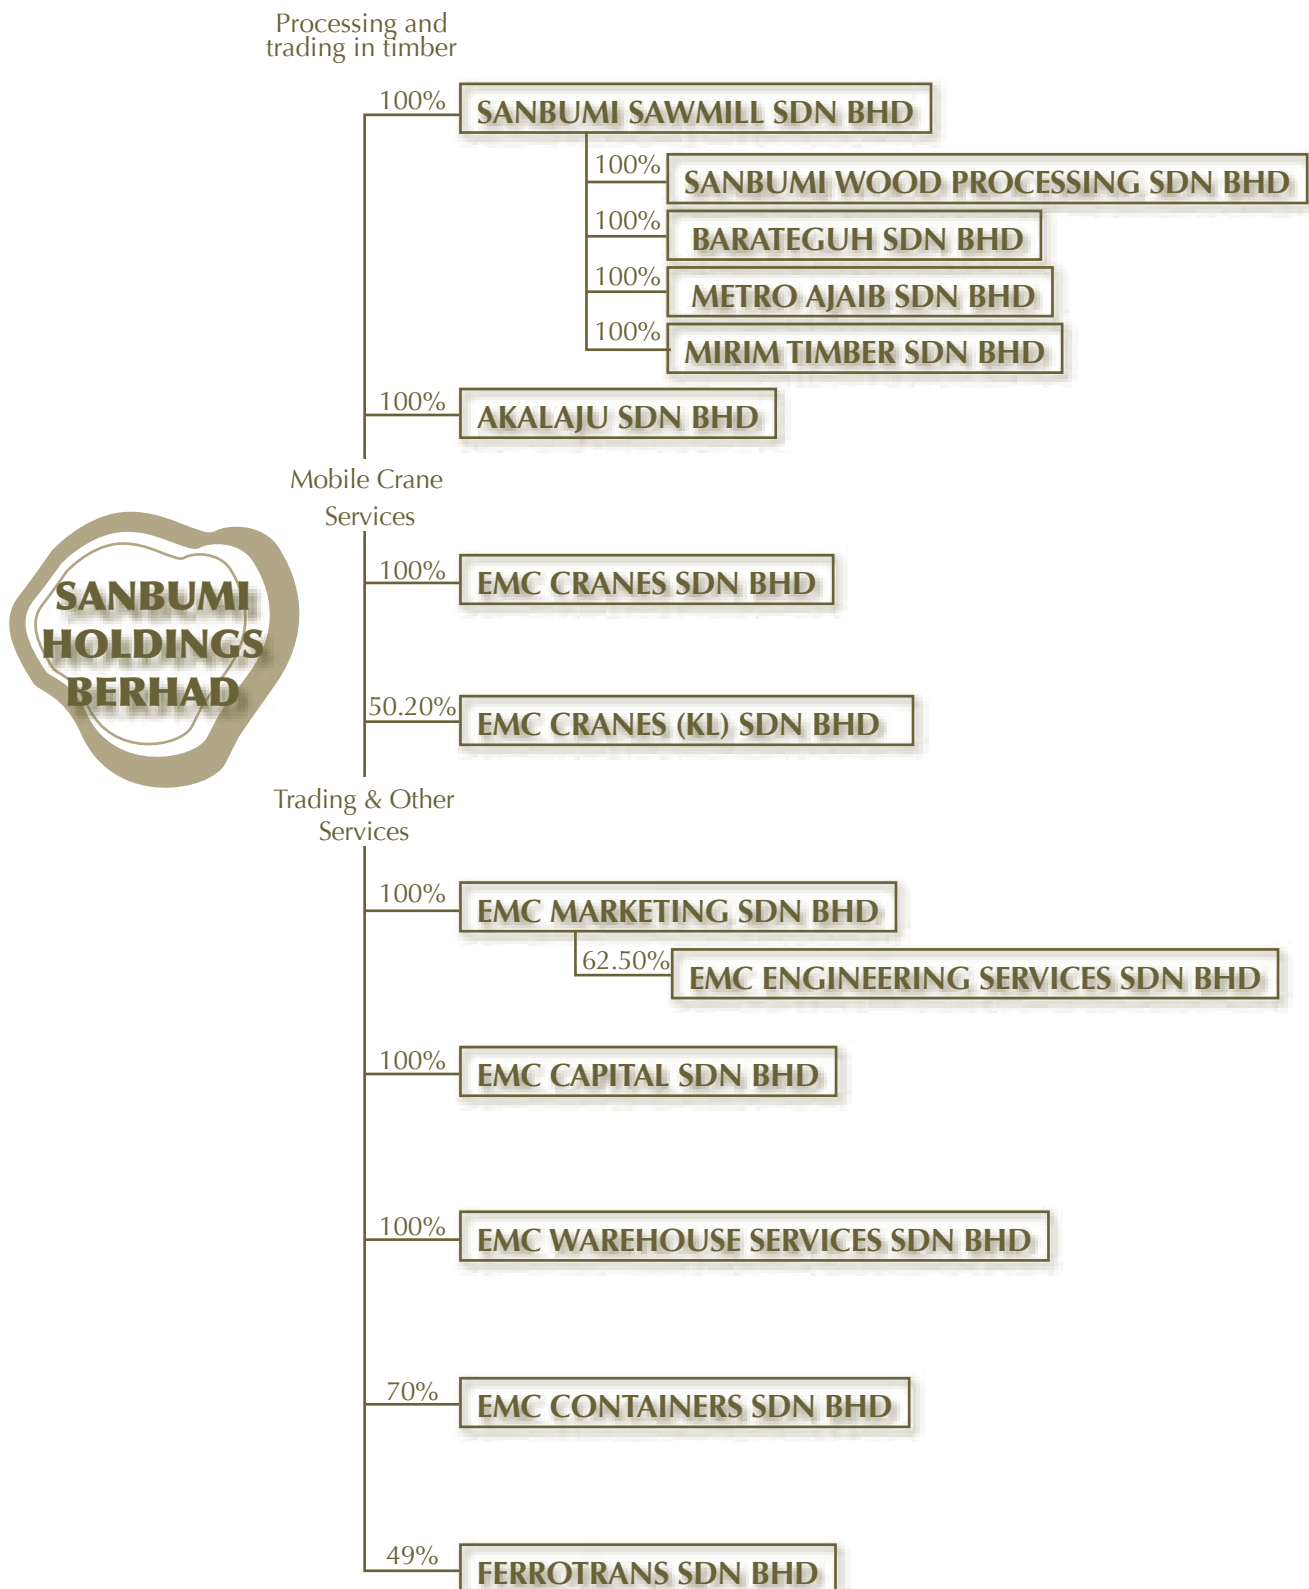 Processing and
trading in timber
100%
SANBUMI SAWMILL SDN BHD
100%
SANBUMI WOOD PROCESSING SDN BHD
100%
BARATEGUH SDN BHD
100%
METRO AJAIB SDN BHD
100%
MIRIM TIMBER SDN BHD
100%
AKALAJU SDN BHD
Mobile Crane
Services
SANBUMI
HOLDINGS
BERHAD
100%
EMC CRANES SDN BHD
50.20%
EMC CRANES (KL) SDN BHD
Trading & Other
Services
100%
EMC MARKETING SDN BHD
62.50%
EMC ENGINEERING SERVICES SDN BHD
100%
EMC CAPITAL SDN BHD
100%
EMC WAREHOUSE SERVICES SDN BHD
70%
EMC CONTAINERS SDN BHD
49%
FERROTRANS SDN BHD